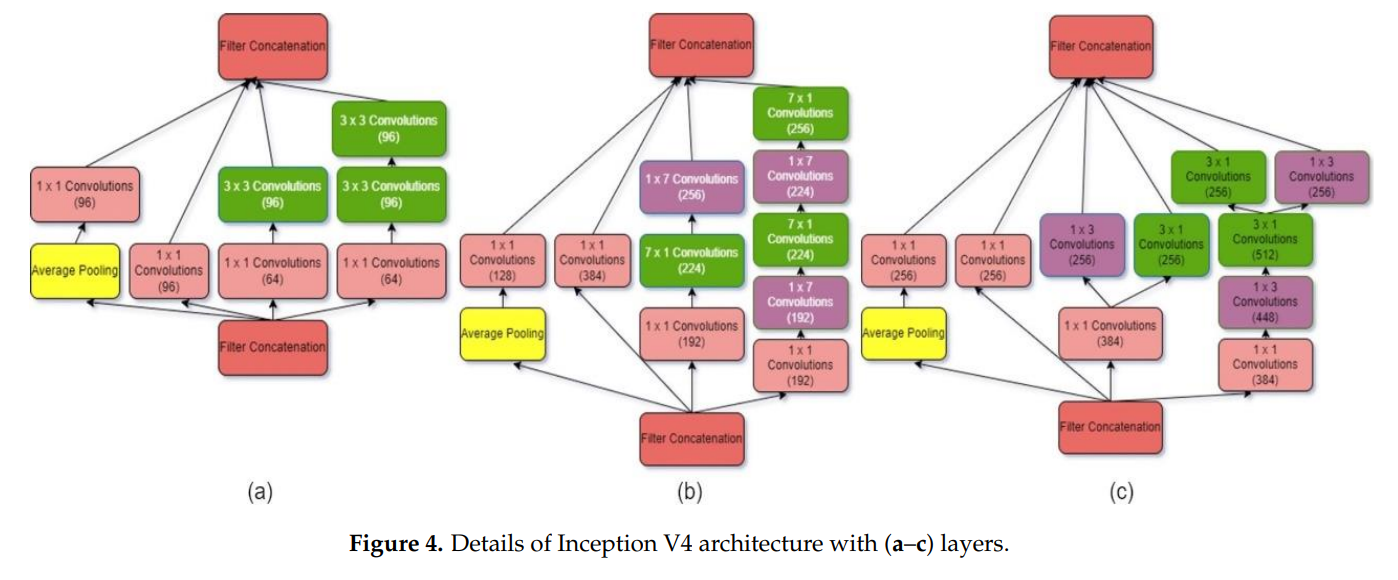 Filter Concatenation
3 x 3 Convolutions
(96)
1 x 1 Convolutions
(96)
3 x 3 Convolutions
(96)
3 x 3 Convolutions
(96)
Average Pooling
1 x 1
Convolutions
(96)
1 x 1 Convolutions
(64)
1 x 1 Convolutions
(64)
Filter Concatenation
(a)
Filter Concatenation
7 x 1
Convolutions
(256)
1 x 7 Convolutions
(256)
1 x 7
Convolutions
(224)
1 x 1
Convolutions
(128)
1 x 1
Convolutions
(384)
7 x 1 Convolutions
(224)
7 x 1
Convolutions
(224)
Average Pooling
1 x 1 Convolutions
(192)
1 x 7
Convolutions
(192)
1 x 1
Convolutions
(192)
Filter Concatenation
(b)
Filter Concatenation
3 x 1
Convolutions
(256)
1 x 3
Convolutions
(256)
1 x 1
Convolutions
(256)
1 x 1
Convolutions
(256)
1 x 3
Convolutions
(256)
3 x 1
Convolutions
(256)
3 x 1
Convolutions
(512)
Average Pooling
1 x 1 Convolutions
(384)
1 x 3
Convolutions
(448)
1 x 1
Convolutions
(384)
Filter Concatenation
(c)
Figure 4. Details of Inception V4 architecture with (a–c) layers.